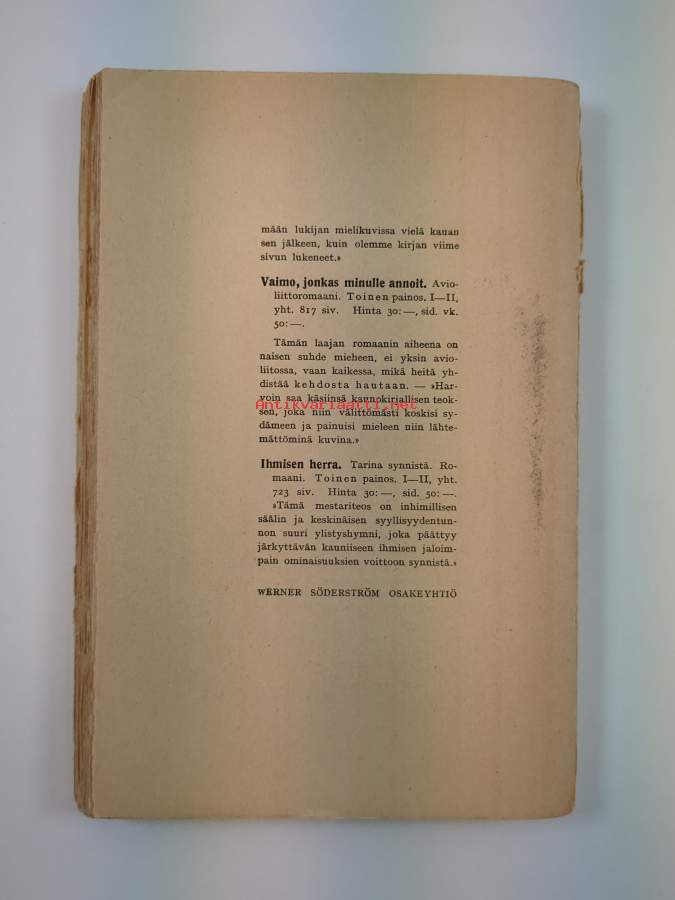 mään lukijan mielikuvissa vielä kauan
sen jälkeen, kuin olemme kirjan viime
sivun lukeneet.»
Vaimo, jonkas minulle annoit. Avio-
liittoromaani. Toinen painos. I—II,
yht. 817 siv. Hinta 30: —, sid. vk.
50: —.
Tämän laajan romaanin aiheena on
naisen suhde mieheen, ei yksin avio-
liitossa, vaan kaikessa, mikä heitä yh-
distää kehdosta hautaan. — »Har-
voin saa käsiinsä kaunokirjallisen teok-
Antikvariaatti.net
sen, joka niin välittömästi koskisi sy-
dämeen ja painuisi mieleen niin lähte-
mättöminä kuvina.»
Ihmisen herra. Tarina synnistä. Ro-
maani. Toinen painos. I—II, yht.
723 siv. Hinta 30: —, sid. 50: —.
»Tämä mestariteos on inhimillisen
säälin ja keskinäisen syyllisyydentun-
non suuri ylistyshymni, joka päättyy
järkyttävän kauniiseen ihmisen jaloim-
pain ominaisuuksien voittoon synnistä.»
WERNER SÖDERSTRÖM OSAKEYHTIÖ